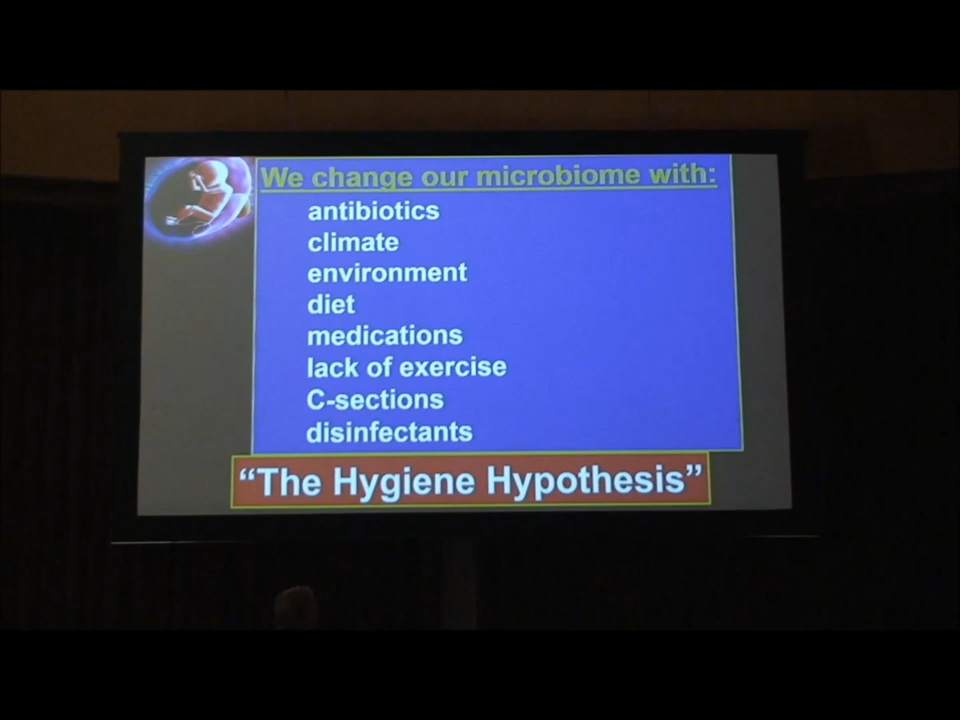 We change our microbiome with:
antibiotics
climate
environment
diet
medications
lack of exercise
C-sections
disinfectants
“The Hygiene Hypothesis”